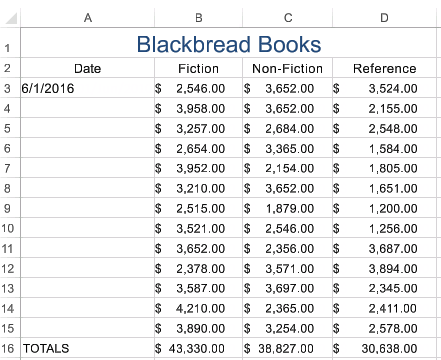 A B C D
1 Blackbread Books
2 Date Fiction Non-Fiction Reference
3 6/1/2016 $ 2,546.00 $ 3,652.00 $ 3,524.00
4 $ 3,958.00 $ 3,652.00 $ 2,155.00
5 $ 3,257.00 $ 2,684.00 $ 2,548.00
6 $ 2,654.00 $ 3,365.00 $ 1,584.00
7 $ 3,952.00 $ 2,154.00 $ 1,805.00
8 $ 3,210.00 $ 3,652.00 $ 1,651.00
9 $ 2,515.00 $ 1,879.00 $ 1,200.00
10 $ 3,521.00 $ 2,546.00 $ 1,256.00
11 $ 3,652.00 $ 2,356.00 $ 3,687.00
12 $ 2,378.00 $ 3,571.00 $ 3,894.00
13 $ 3,587.00 $ 3,697.00 $ 2,345.00
14 $ 4,210.00 $ 2,365.00 $ 2,411.00
15 $ 3,890.00 $ 3,254.00 $ 2,578.00
16 TOTALS $ 43,330.00 $ 38,827.00 $ 30,638.00